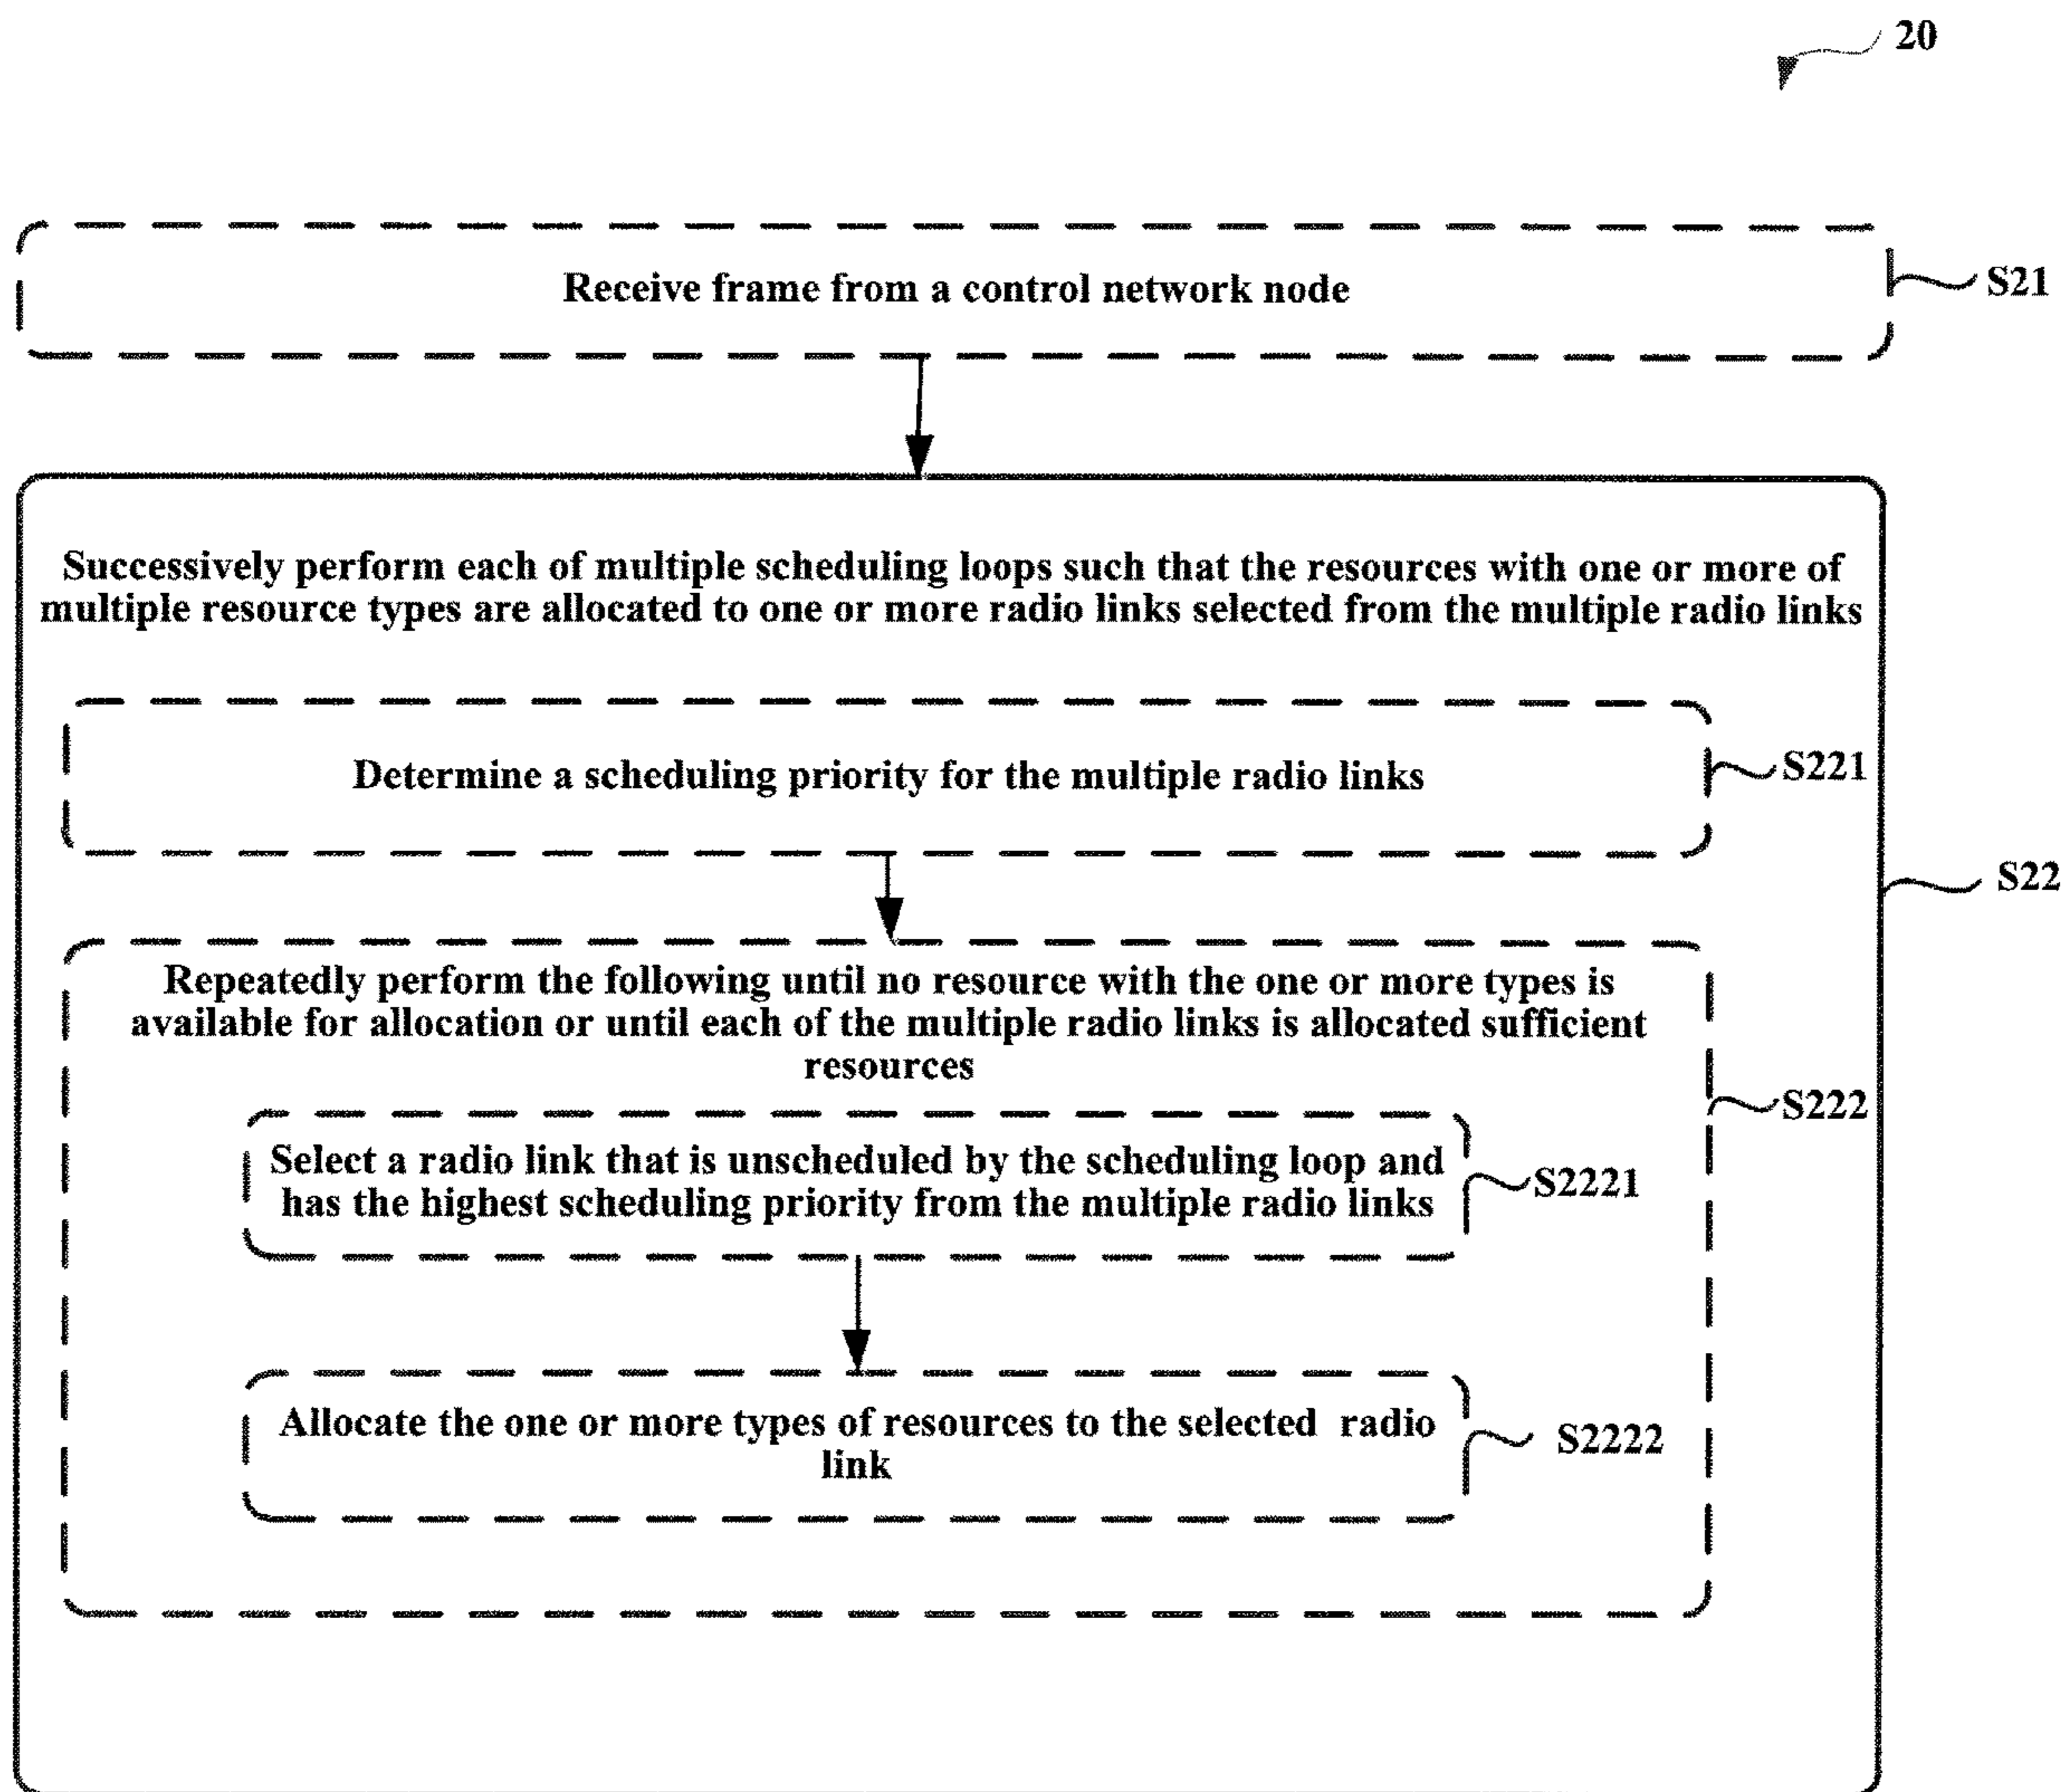 20
Receive frame from a control network node
S21
Successively perform each of multiple scheduling loops such that the resources with one or more of
multiple resource types are allocated to one or more radio links selected from the multiple radio links
Determine a scheduling priority for the multiple radio links
S221
S22
Repeatedly perform the following until no resource with the one or more types is
available for allocation or until each of the multiple radio links is allocated sufficient
resources
S222
Select a radio link that is unscheduled by the scheduling loop and
has the highest scheduling priority from the multiple radio links
S2221
Allocate the one or more types of resources to the selected radio
link
S2222